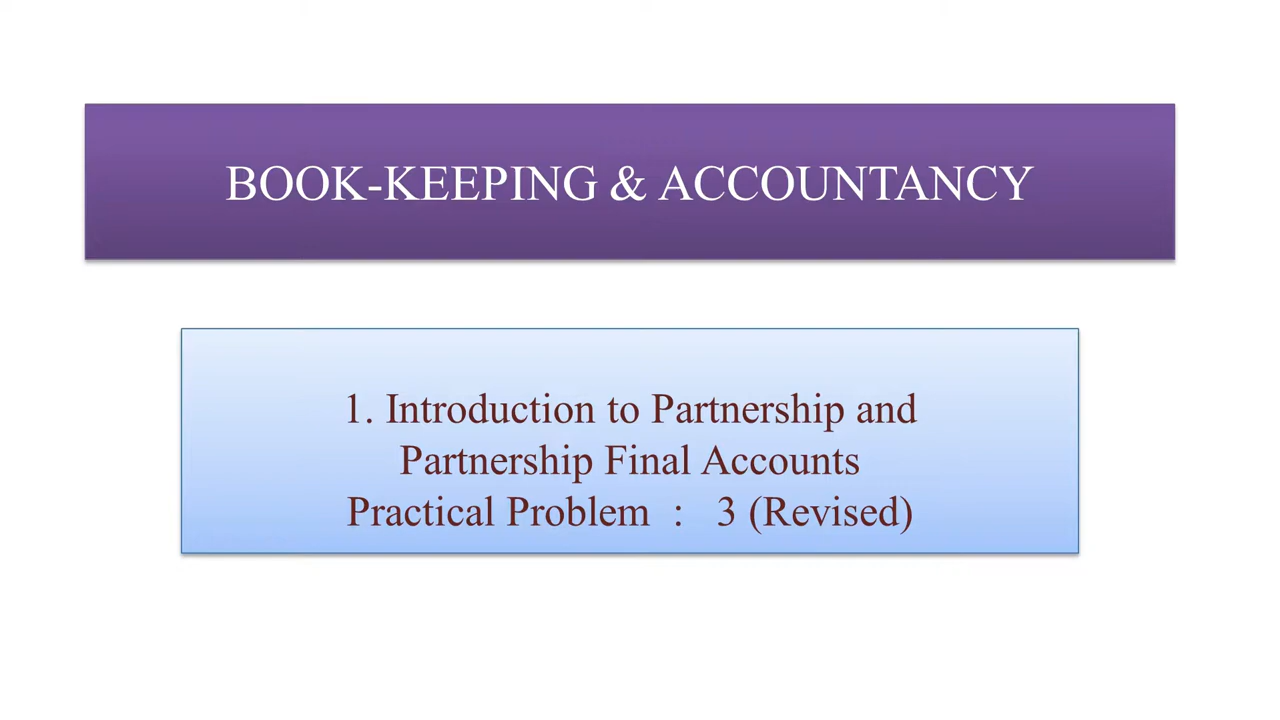 BOOK-KEEPING & ACCOUNTANCY
1. Introduction to Partnership and
Partnership Final Accounts
Practical Problem : 3 (Revised)